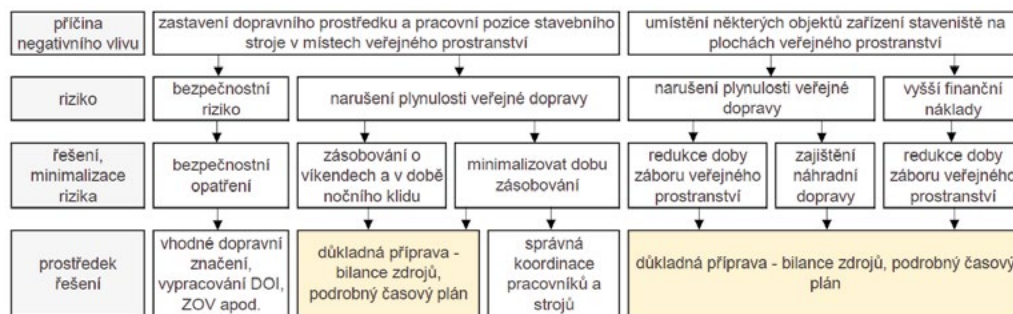 příčina
negativního vlivu
zastavení dopravního prostředku a pracovní pozice stavebního
stroje v místech veřejného prostranství
umístění některých objektů zařízení staveniště na
plochách veřejného prostranství
riziko
bezpečnostní
riziko
narušení plynulosti veřejné dopravy
narušení plynulosti veřejné
dopravy
vyšší finanční
náklady
řešení,
minimalizace
rizika
bezpečnostní
opatření
zásobování o
víkendech a v době
nočního klidu
minimalizovat dobu
zásobování
redukce doby
záboru veřejného
prostranství
zajištění
náhradní
dopravy
redukce doby
záboru veřejného
prostranství
prostředek
řešení
vhodné dopravní
značení,
vypracování DOI,
ZOV apod.
důkladná příprava -
bilance zdrojů,
podrobný časový plán
správná
koordinace
pracovníků a
strojů
důkladná příprava - bilance zdrojů, podrobný časový
plán